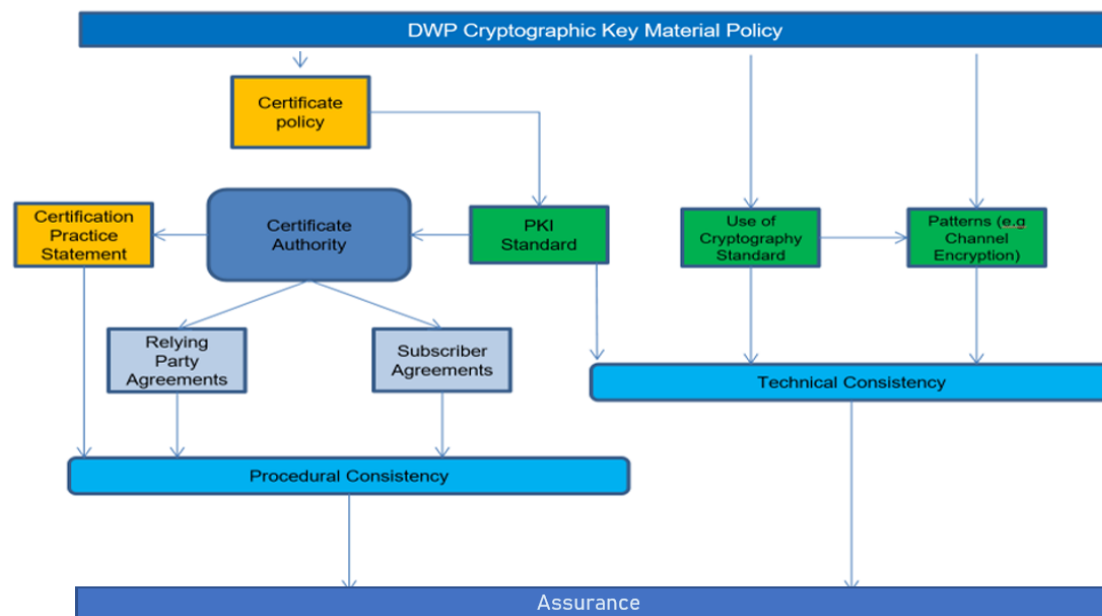 DWP Cryptographic Key Material Policy
Certificate
policy
Certification
Practice
Statement
Certificate
Authority
PKI
Standard
Use of
Cryptography
Standard
Patterns (e.g
Channel
Encryption)
Relying
Party
Agreements
Subscriber
Agreements
Technical Consistency
Procedural Consistency
Assurance